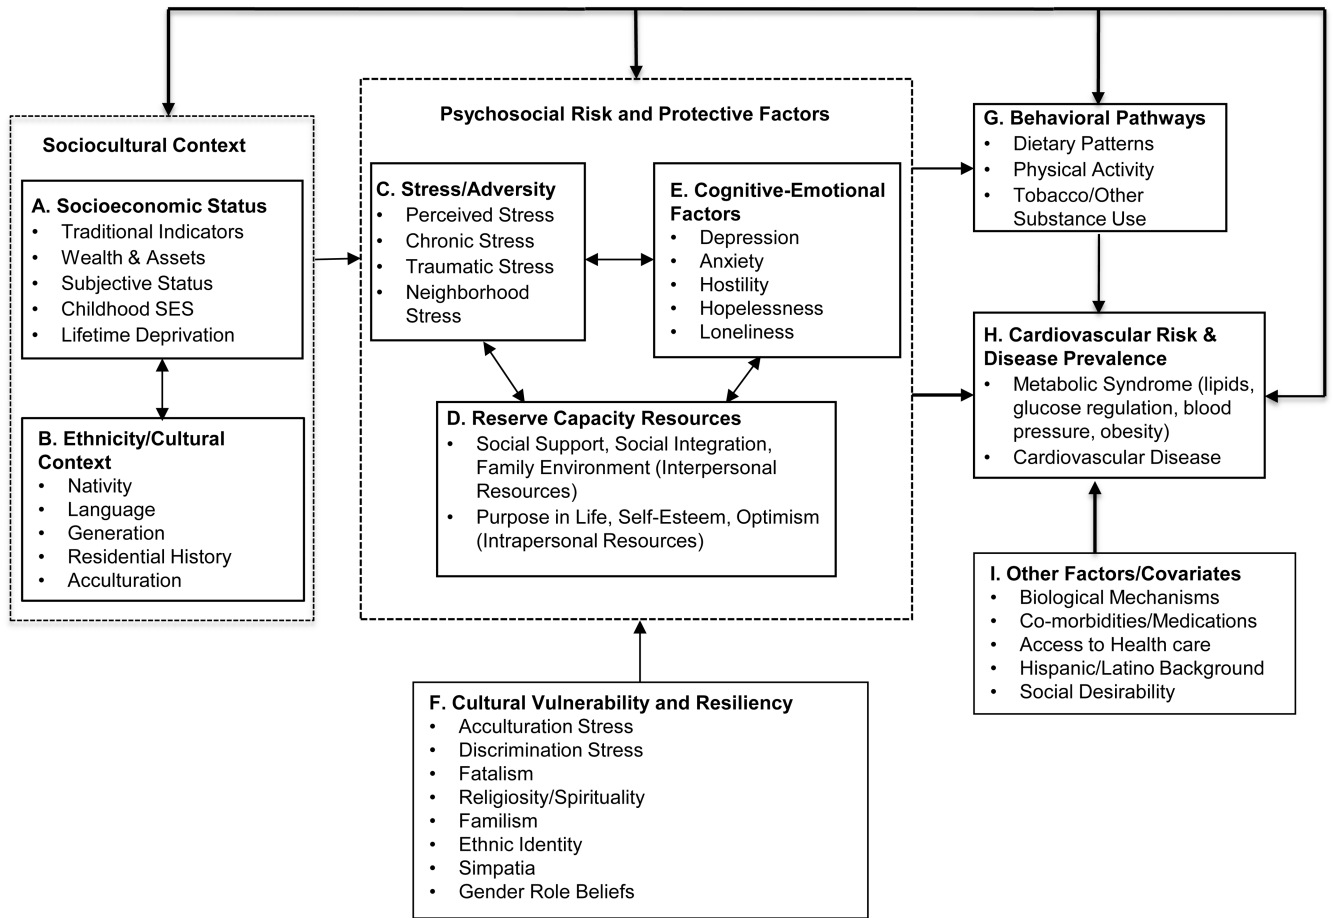 Sociocultural Context
A. Socioeconomic Status
• Traditional Indicators
• Wealth & Assets
• Subjective Status
• Childhood SES
• Lifetime Deprivation
B. Ethnicity/Cultural
Context
• Nativity
• Language
• Generation
• Residential History
• Acculturation
Psychosocial Risk and Protective Factors
C. Stress/Adversity
• Perceived Stress
• Chronic Stress
• Traumatic Stress
• Neighborhood
Stress
E. Cognitive-Emotional
Factors
• Depression
• Anxiety
• Hostility
• Hopelessness
• Loneliness
D. Reserve Capacity Resources
• Social Support, Social Integration,
Family Environment (Interpersonal
Resources)
• Purpose in Life, Self-Esteem, Optimism
(Intrapersonal Resources)
F. Cultural Vulnerability and Resiliency
• Acculturation Stress
• Discrimination Stress
• Fatalism
• Religiosity/Spirituality
• Familism
• Ethnic Identity
• Simpatia
• Gender Role Beliefs
G. Behavioral Pathways
• Dietary Patterns
• Physical Activity
• Tobacco/Other
Substance Use
H. Cardiovascular Risk &
Disease Prevalence
• Metabolic Syndrome (lipids,
glucose regulation, blood
pressure, obesity)
• Cardiovascular Disease
I. Other Factors/Covariates
• Biological Mechanisms
• Co-morbidities/Medications
• Access to Health care
• Hispanic/Latino Background
• Social Desirability